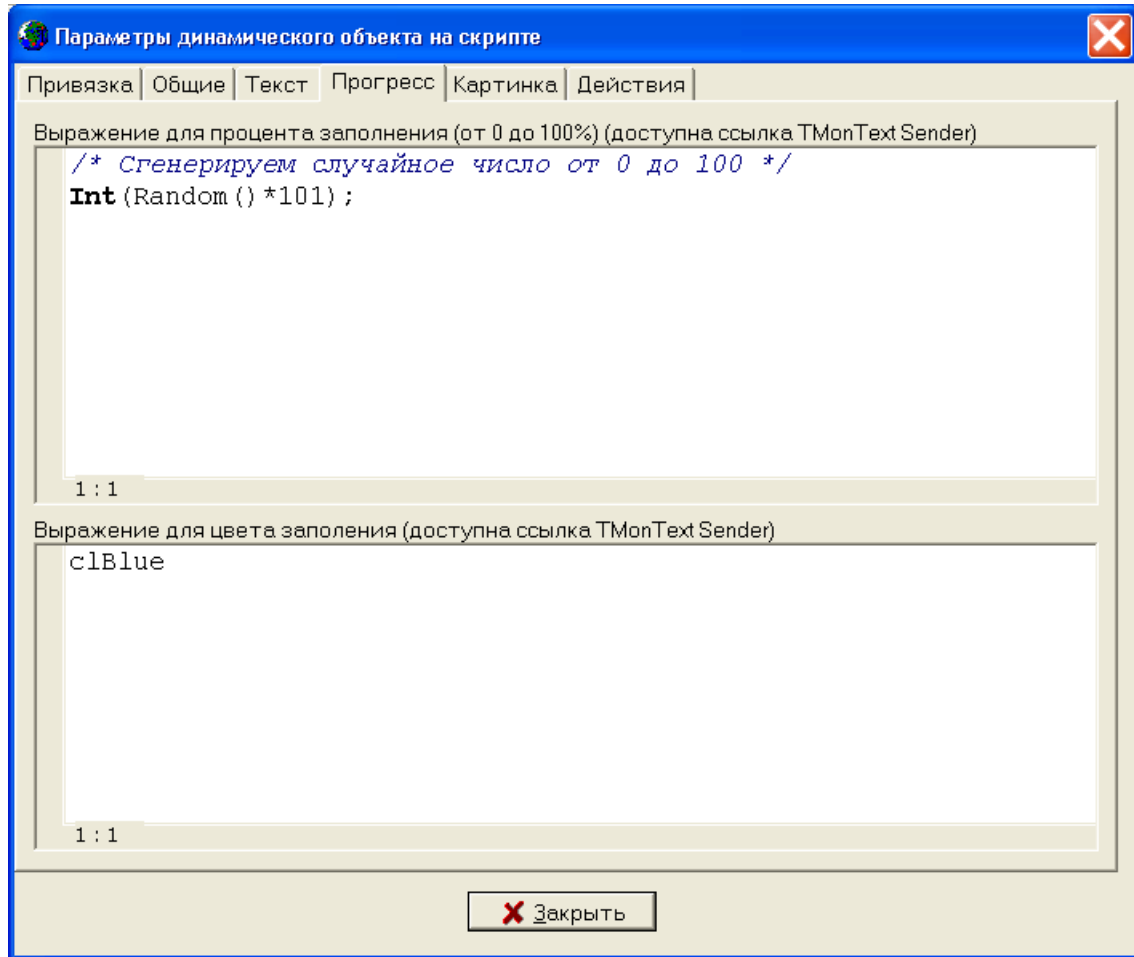 Параметры динамического объекта на скрипте
Привязка Общие Текст Прогресс Картинка Действия
Выражение для процента заполнения (от 0 до 100%) (доступна ссылка TMonText Sender)
/* Сгенерируем случайное число от 0 до 100 */
Int(Random()*101);
1:1
Выражение для цвета заполения (доступна ссылка TMonText Sender)
clBlue
1:1
Закрыть